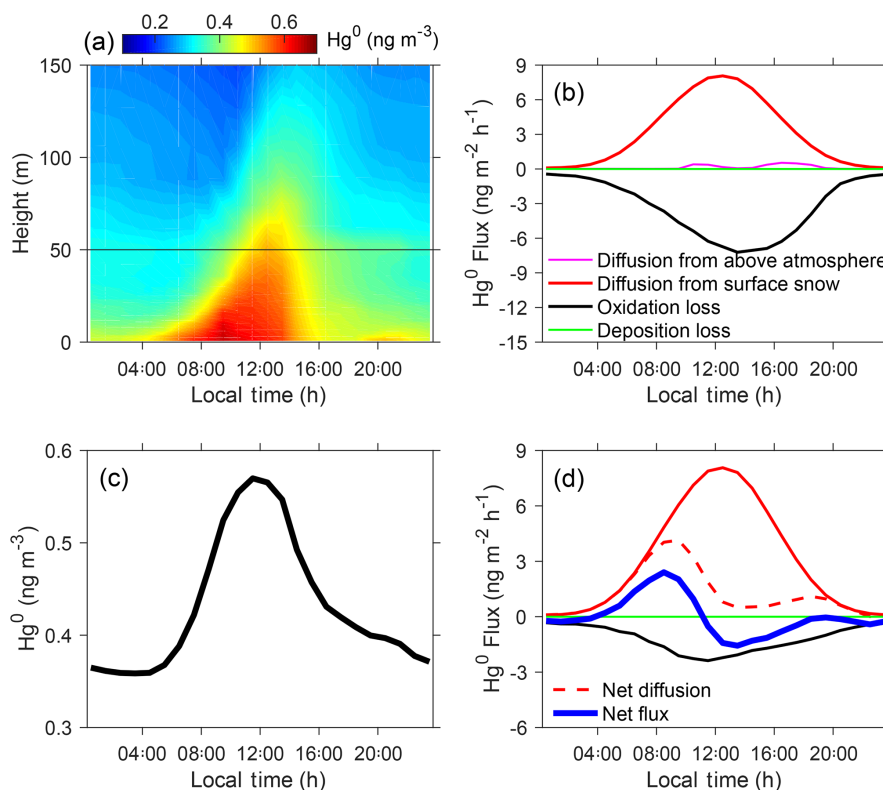 0.2 0.4 0.6 Hg⁰ (ng m⁻³)
(a)
150
100
50
0
Height (m)
04:00 08:00 12:00 16:00 20:00
Local time (h)
(b)
9
6
3
0
-3
-6
-9
-12
-15
Hg⁰ Flux (ng m⁻² h⁻¹)
Diffusion from above atmosphere
Diffusion from surface snow
Oxidation loss
Deposition loss
04:00 08:00 12:00 16:00 20:00
Local time (h)
(c)
0.6
0.5
0.4
0.3
Hg⁰ (ng m⁻³)
04:00 08:00 12:00 16:00 20:00
Local time (h)
(d)
9
6
3
0
-3
-6
Hg⁰ Flux (ng m⁻² h⁻¹)
Net diffusion
Net flux
04:00 08:00 12:00 16:00 20:00
Local time (h)